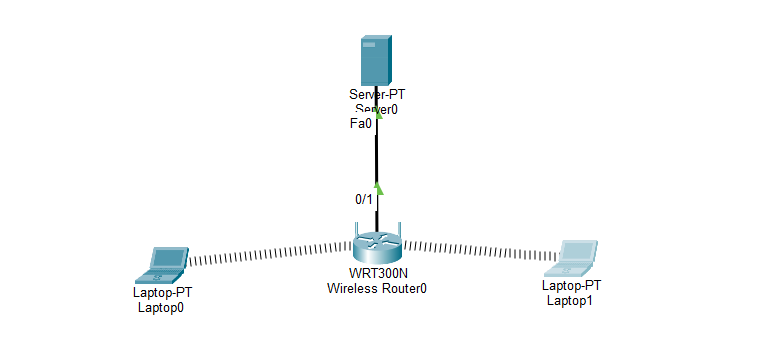 Server-PT
Server0
Fa0
0/1
WRT300N
Wireless Router0
Laptop-PT
Laptop0
Laptop-PT
Laptop1